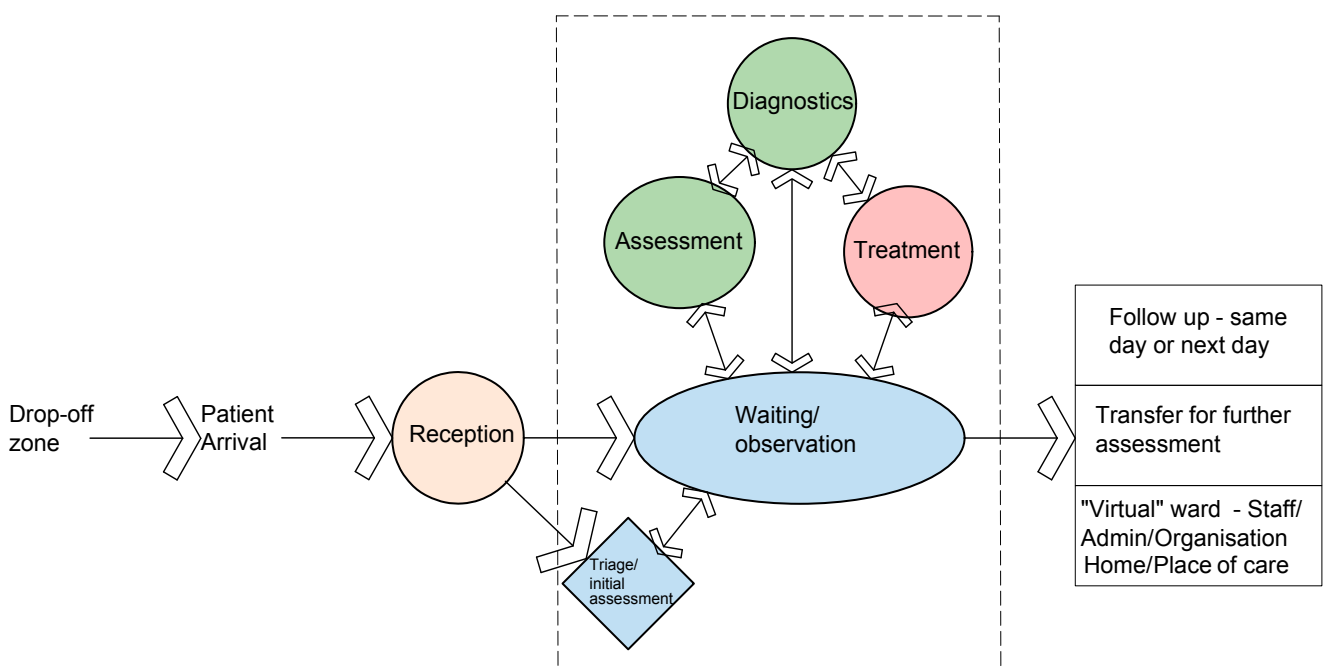 Diagnostics
Assessment
Treatment
Drop-off
zone
Patient
Arrival
Reception
Waiting/
observation
Triage/
initial
assessment
Follow up - same
day or next day
Transfer for further
assessment
"Virtual" ward - Staff/
Admin/Organisation
Home/Place of care